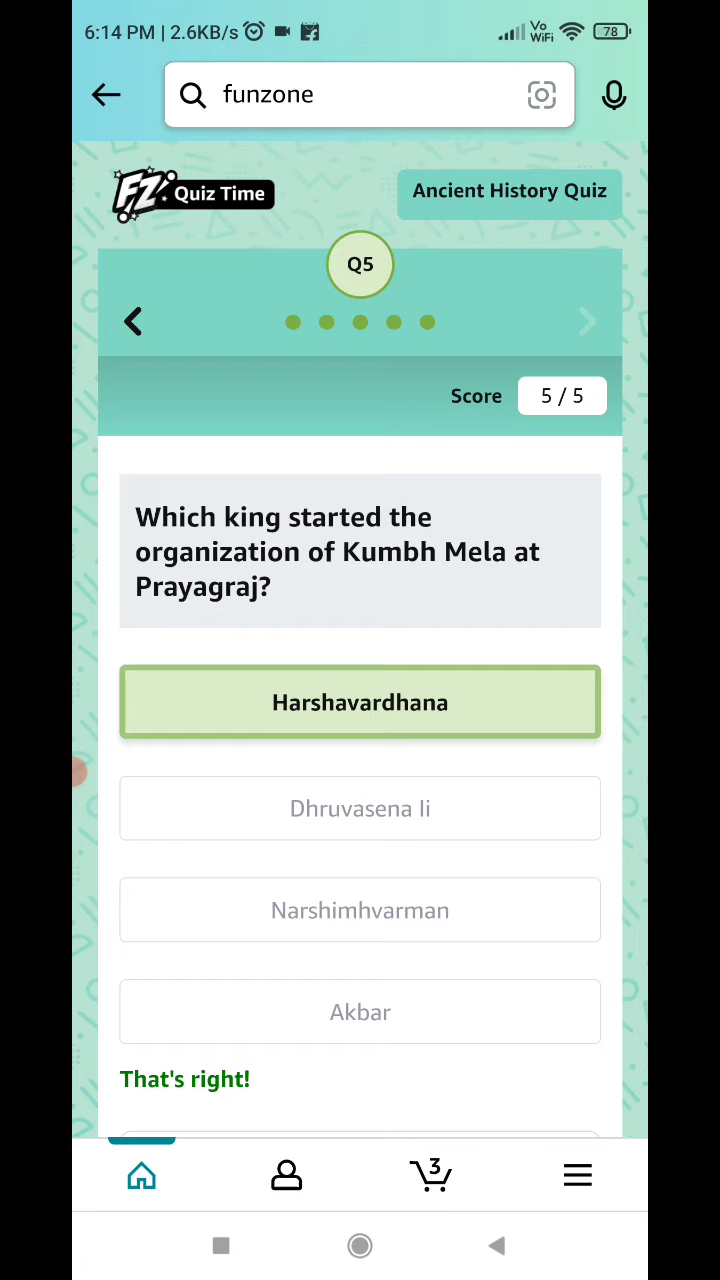 6:14 PM | 2.6KB/s
Vo
WiFi
78
funzone
FZ Quiz Time
Ancient History Quiz
Q5
Score 5 / 5
Which king started the
organization of Kumbh Mela at
Prayagraj?
Harshavardhana
Dhruvasena Ii
Narshimhvarman
Akbar
That's right!
3